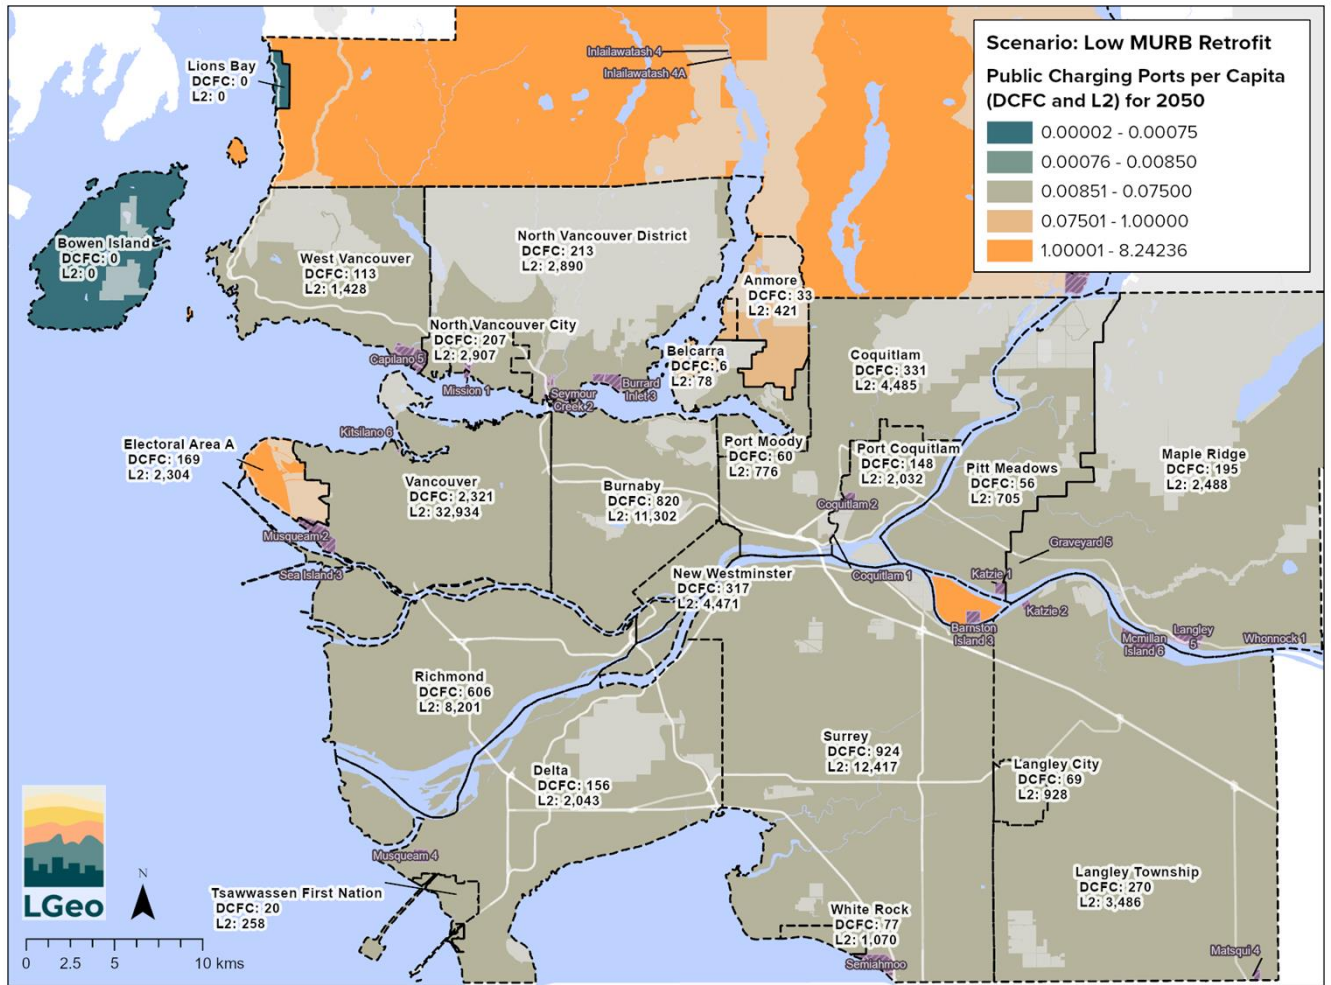 Scenario: Low MURB Retrofit
Public Charging Ports per Capita
(DCFC and L2) for 2050
0.00002 - 0.00075
0.00076 - 0.00850
0.00851 - 0.07500
0.07501 - 1.00000
1.00001 - 8.24236
Inlailawatash 4
Inlailawatash 4A
Lions Bay
DCFC: 0
L2: 0
Bowen Island
DCFC: 0
L2: 0
West Vancouver
DCFC: 113
L2: 1,428
North Vancouver District
DCFC: 213
L2: 2,890
Anmore
DCFC: 33
L2: 421
North Vancouver City
DCFC: 207
L2: 2,907
Belcarra
DCFC: 6
L2: 78
Coquitlam
DCFC: 331
L2: 4,485
Capilano 5
Mission 1
Seymour
Creek 2
Burrard
Inlet 3
Kitsilano 6
Electoral Area A
DCFC: 169
L2: 2,304
Vancouver
DCFC: 2,321
L2: 32,934
Burnaby
DCFC: 820
L2: 11,302
Port Moody
DCFC: 60
L2: 776
Port Coquitlam
DCFC: 148
L2: 2,032
Pitt Meadows
DCFC: 56
L2: 705
Maple Ridge
DCFC: 195
L2: 2,488
Coquitlam 2
Musqueam 2
Sea Island 3
Graveyard 5
New Westminster
DCFC: 317
L2: 4,471
Coquitlam 1
Katzie 1
Katzie 2
Barnston
Island 3
Mcmillan
Island 6
Langley
5
Whonnock 1
Richmond
DCFC: 606
L2: 8,201
Surrey
DCFC: 924
L2: 12,417
Delta
DCFC: 156
L2: 2,043
Langley City
DCFC: 69
L2: 928
Musqueam 4
Tsawwassen First Nation
DCFC: 20
L2: 258
Langley Township
DCFC: 270
L2: 3,486
White Rock
DCFC: 77
L2: 1,070
Semiahmoo
Matsqui 4
LGeo
N
0 2.5 5 10 kms